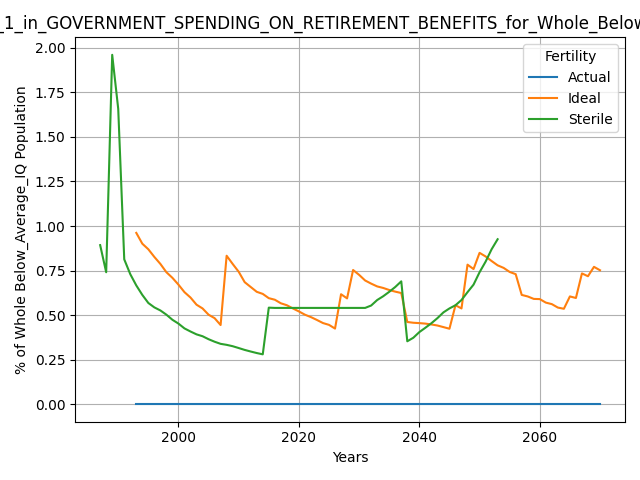 _1_in_GOVERNMENT_SPENDING_ON_RETIREMENT_BENEFITS_for_Whole_Below
2.00
1.75
1.50
1.25
1.00
0.75
0.50
0.25
0.00
% of Whole Below_Average_IQ Population
Fertility
Actual
Ideal
Sterile
2000 2020 2040 2060
Years